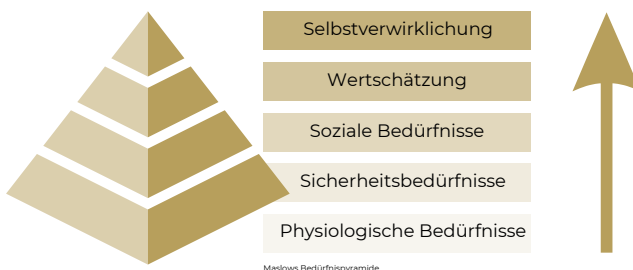 Selbstverwirklichung
Wertschätzung
Soziale Bedürfnisse
Sicherheitsbedürfnisse
Physiologische Bedürfnisse
Maslows Bedürfnispyramide